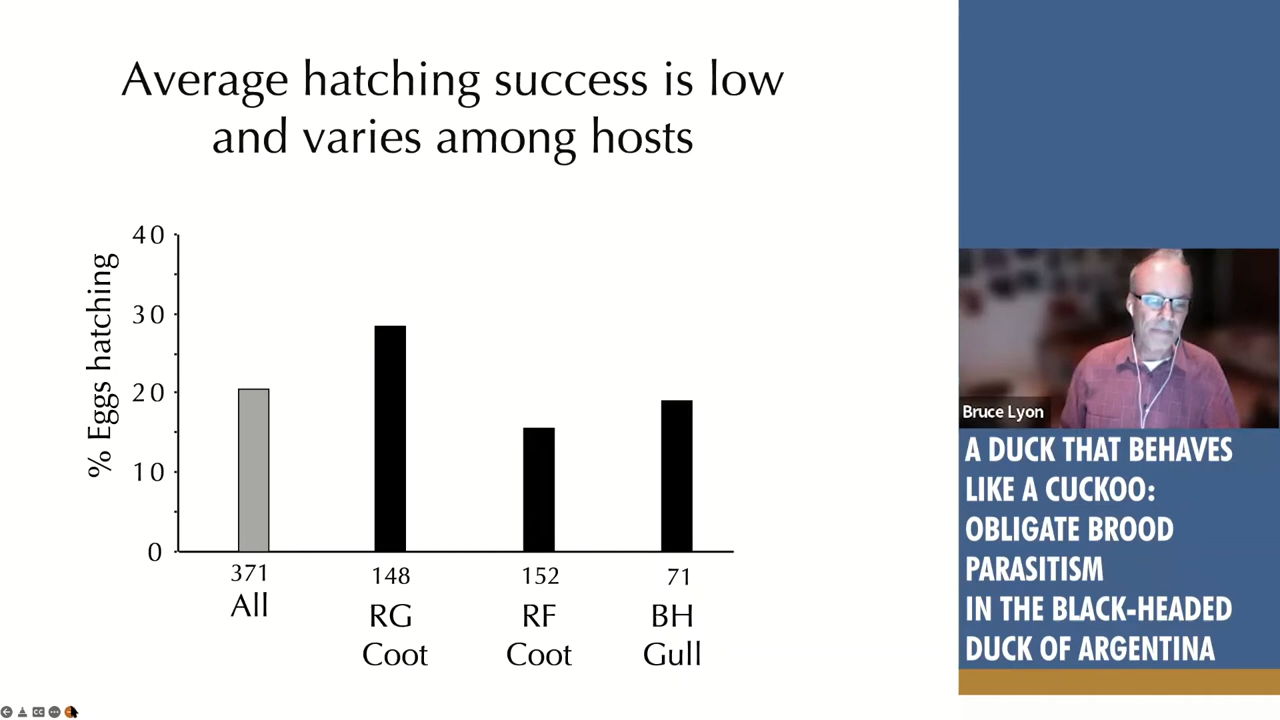 Average hatching success is low
and varies among hosts
% Eggs hatching
40
30
20
10
0
371
148
152
71
All
RG
Coot
RF
Coot
BH
Gull
Bruce Lyon
A DUCK THAT BEHAVES
LIKE A CUCKOO:
OBLIGATE BROOD
PARASITISM
IN THE BLACK-HEADED
DUCK OF ARGENTINA
CC